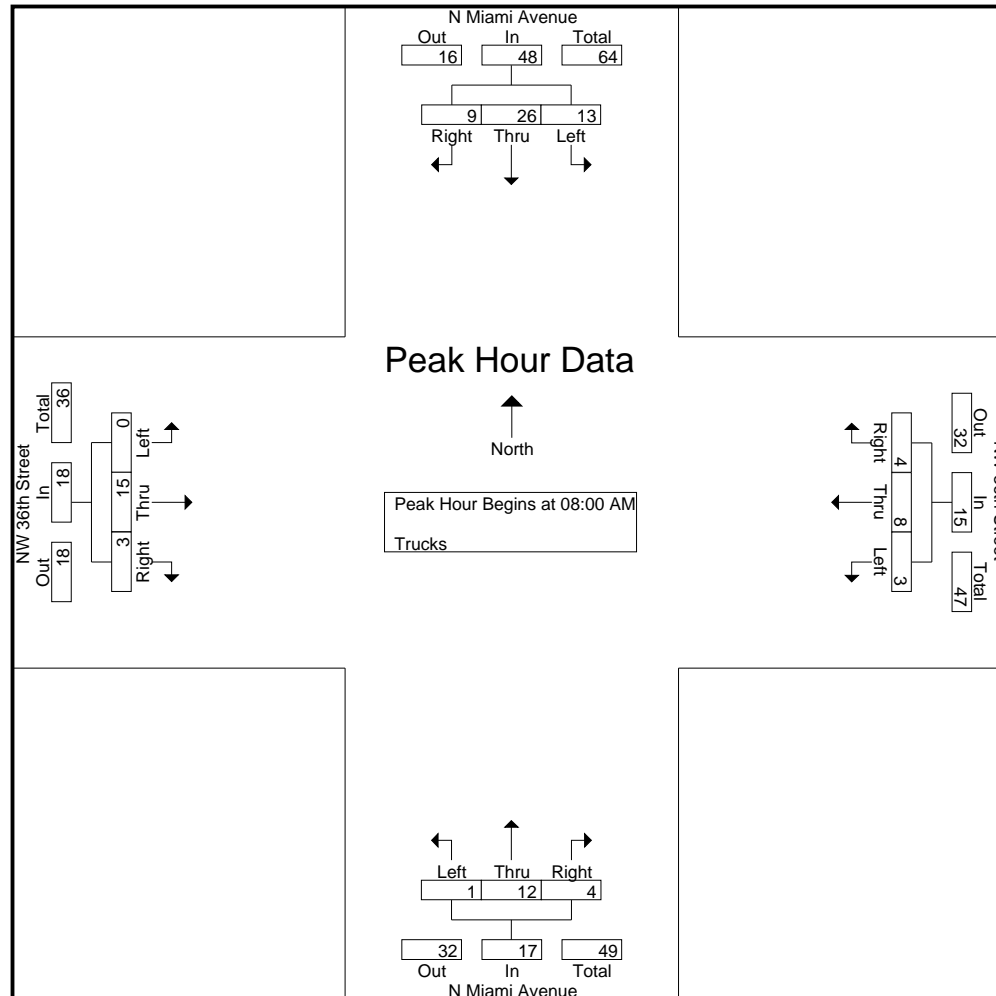 N Miami Avenue
Out In Total
16 48 64
9 26 13
Right Thru Left
Peak Hour Data
North
Peak Hour Begins at 08:00 AM
Trucks
NW 36th Street
Total In Out
36 18 18
0 15 3
Left Thru Right
Right Thru Left
4 8 3
Out In Total
32 15 47
Left Thru Right
1 12 4
32 17 49
Out In Total
N Miami Avenue